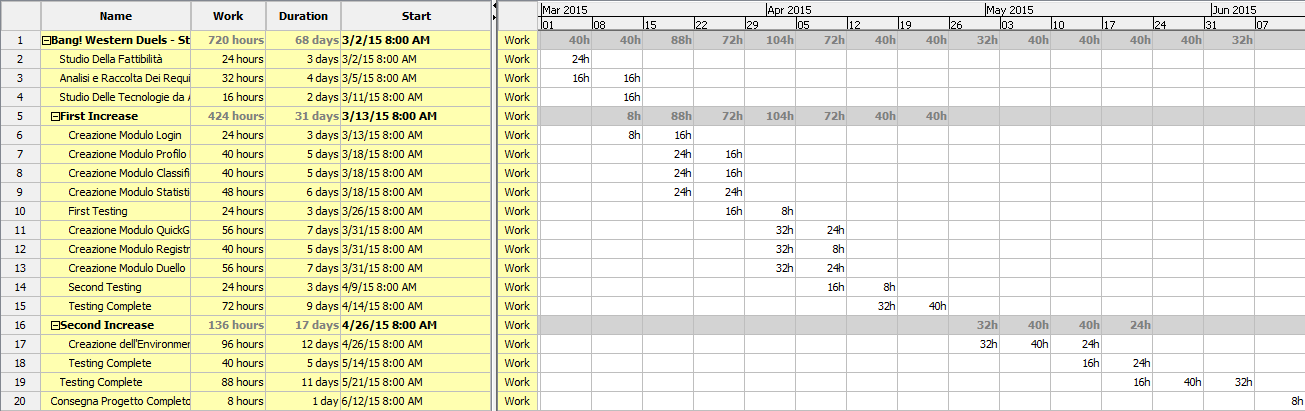 Name Work Duration Start Mar 2015 Apr 2015 May 2015 Jun 2015
01 08 15 22 29 05 12 19 26 03 10 17 24 31 07
1 Bang! Western Duels - St 720 hours 68 days 3/2/15 8:00 AM Work 40h 40h 88h 72h 104h 72h 40h 40h 32h 40h 40h 40h 40h 32h
2 Studio Della Fattibilità 24 hours 3 days 3/2/15 8:00 AM Work 24h
3 Analisi e Raccolta Dei Requi 32 hours 4 days 3/5/15 8:00 AM Work 16h 16h
4 Studio Delle Tecnologie da A 16 hours 2 days 3/11/15 8:00 AM Work 16h
5 First Increase 424 hours 31 days 3/13/15 8:00 AM Work 8h 88h 72h 104h 72h 40h 40h
6 Creazione Modulo Login 24 hours 3 days 3/13/15 8:00 AM Work 8h 16h
7 Creazione Modulo Profilo 40 hours 5 days 3/18/15 8:00 AM Work 24h 16h
8 Creazione Modulo Classifi 40 hours 5 days 3/18/15 8:00 AM Work 24h 16h
9 Creazione Modulo Statisti 48 hours 6 days 3/18/15 8:00 AM Work 24h 24h
10 First Testing 24 hours 3 days 3/26/15 8:00 AM Work 16h 8h
11 Creazione Modulo QuickG 56 hours 7 days 3/31/15 8:00 AM Work 32h 24h
12 Creazione Modulo Registr 40 hours 5 days 3/31/15 8:00 AM Work 32h 8h
13 Creazione Modulo Duello 56 hours 7 days 3/31/15 8:00 AM Work 32h 24h
14 Second Testing 24 hours 3 days 4/9/15 8:00 AM Work 16h 8h
15 Testing Complete 72 hours 9 days 4/14/15 8:00 AM Work 32h 40h
16 Second Increase 136 hours 17 days 4/26/15 8:00 AM Work 32h 40h 40h 24h
17 Creazione dell'Environmer 96 hours 12 days 4/26/15 8:00 AM Work 32h 40h 24h
18 Testing Complete 40 hours 5 days 5/14/15 8:00 AM Work 16h 24h
19 Testing Complete 88 hours 11 days 5/21/15 8:00 AM Work 16h 40h 32h
20 Consegna Progetto Completo 8 hours 1 day 6/12/15 8:00 AM Work 8h